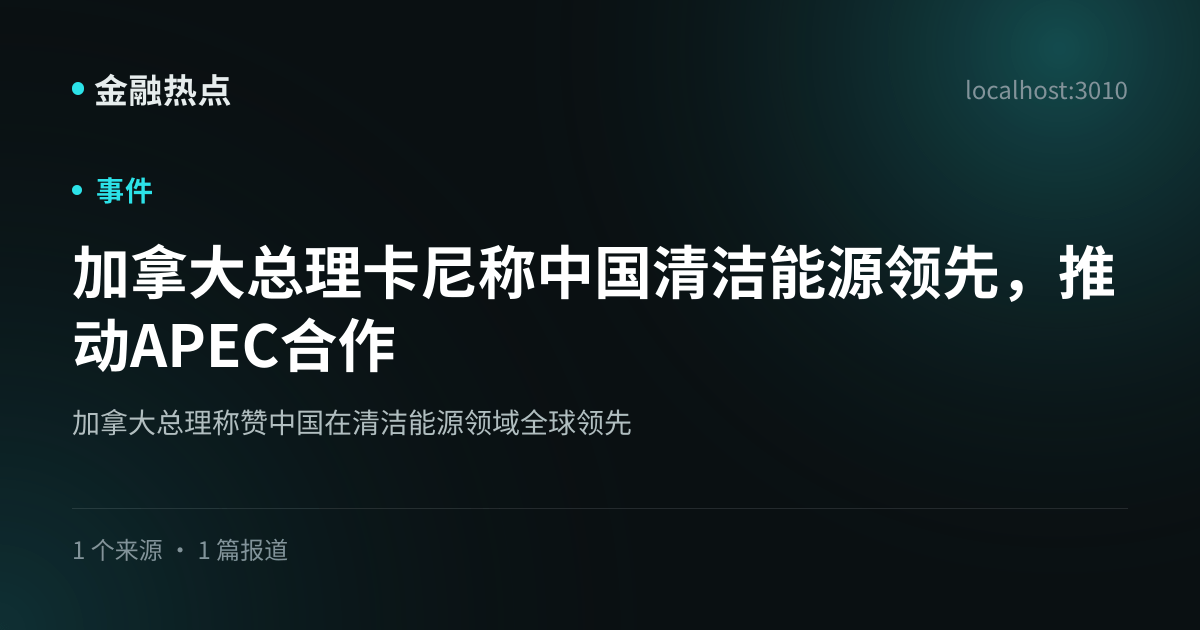 金融热点
localhost:3010
事件
加拿大总理卡尼称中国清洁能源领先，推
动APEC合作
加拿大总理称赞中国在清洁能源领域全球领先
1 个来源 · 1 篇报道